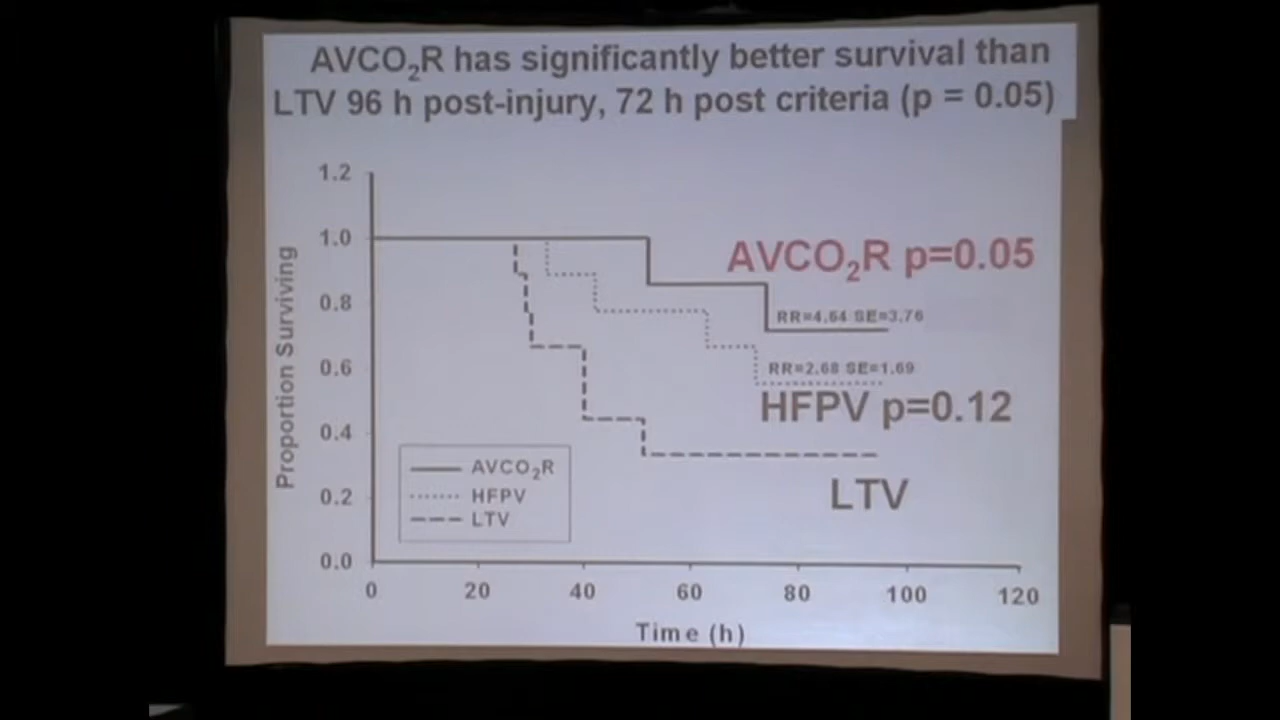 AVCO₂R has significantly better survival than
LTV 96 h post-injury, 72 h post criteria (p = 0.05)
1.2
1.0
0.8
0.6
0.4
0.2
0.0
Proportion Surviving
AVCO₂R p=0.05
RR=4.64 SE=3.76
RR=2.68 SE=1.69
HFPV p=0.12
LTV
AVCO₂R
HFPV
LTV
0 20 40 60 80 100 120
Time (h)